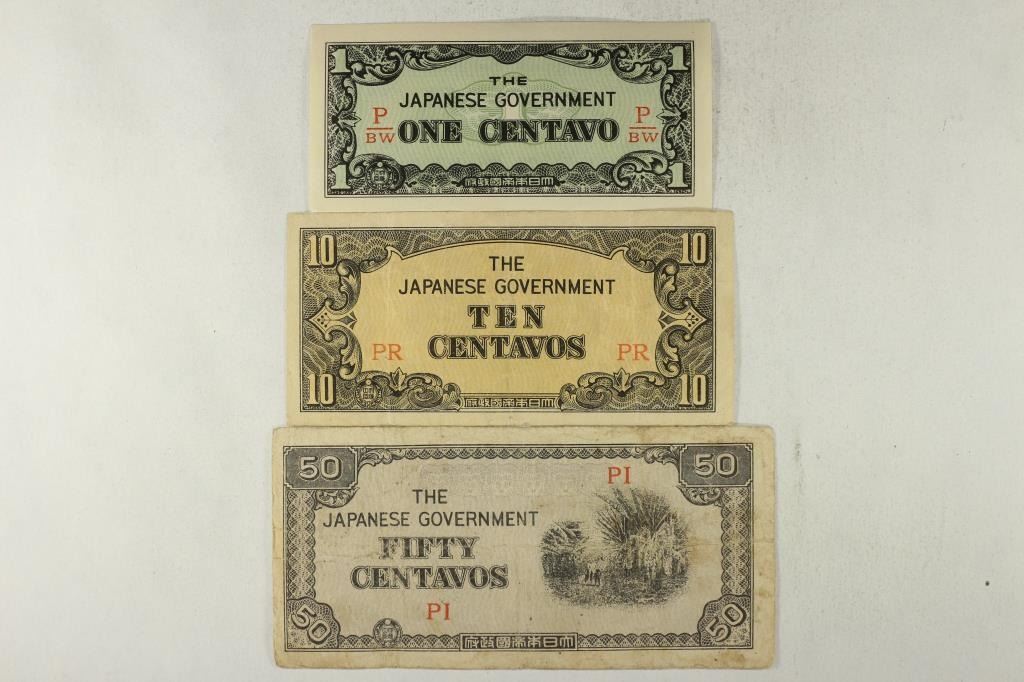 1 1
THE
JAPANESE GOVERNMENT
P P
BW ONE CENTAVO BW
1 1
府政國帝本日大
10 10
THE
JAPANESE GOVERNMENT
TEN
PR CENTAVOS PR
10 10
府政國帝本日大
50 50
PI
THE
JAPANESE GOVERNMENT
FIFTY
CENTAVOS
PI
50 50
府政國帝本日大